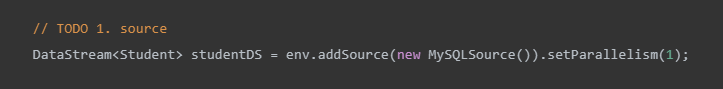 // TODO 1. source
DataStream<Student> studentDS = env.addSource(new MySQLSource()).setParallelism(1);